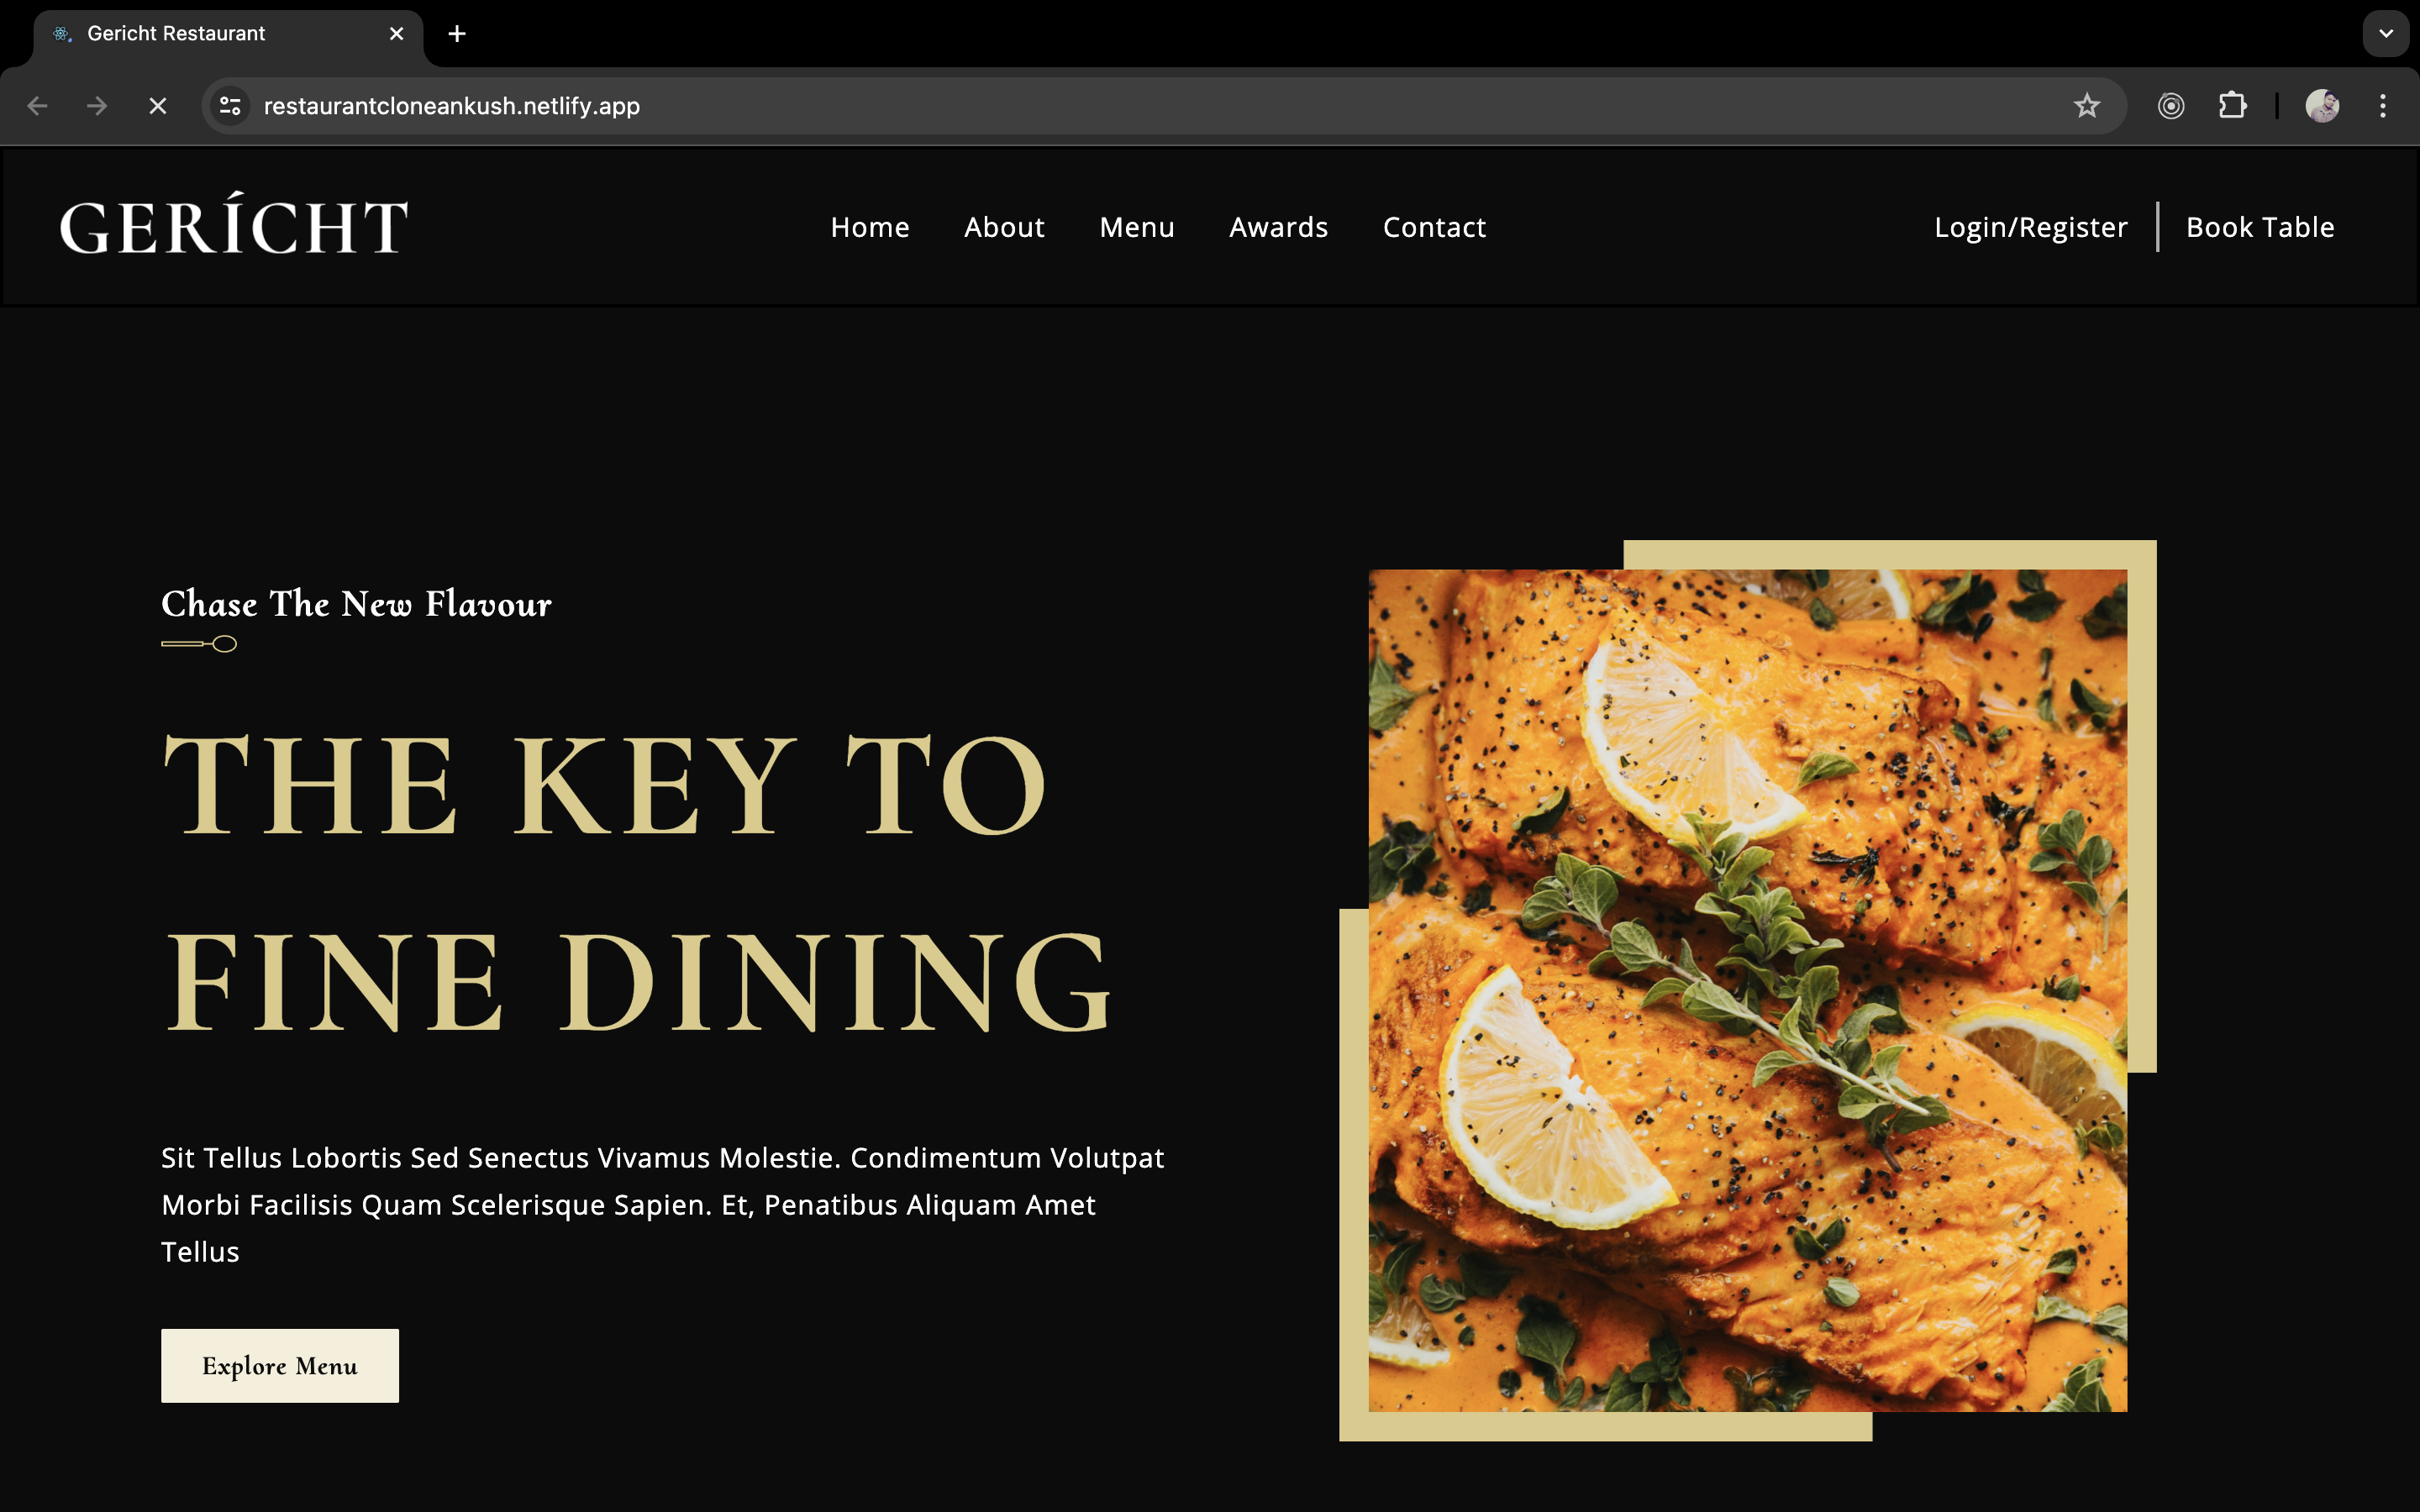 Gericht Restaurant
restaurantcloneankush.netlify.app
GERÍCHT
Home About Menu Awards Contact
Login/Register Book Table
Chase The New Flavour
THE KEY TO
FINE DINING
Sit Tellus Lobortis Sed Senectus Vivamus Molestie. Condimentum Volutpat
Morbi Facilisis Quam Scelerisque Sapien. Et, Penatibus Aliquam Amet
Tellus
Explore Menu